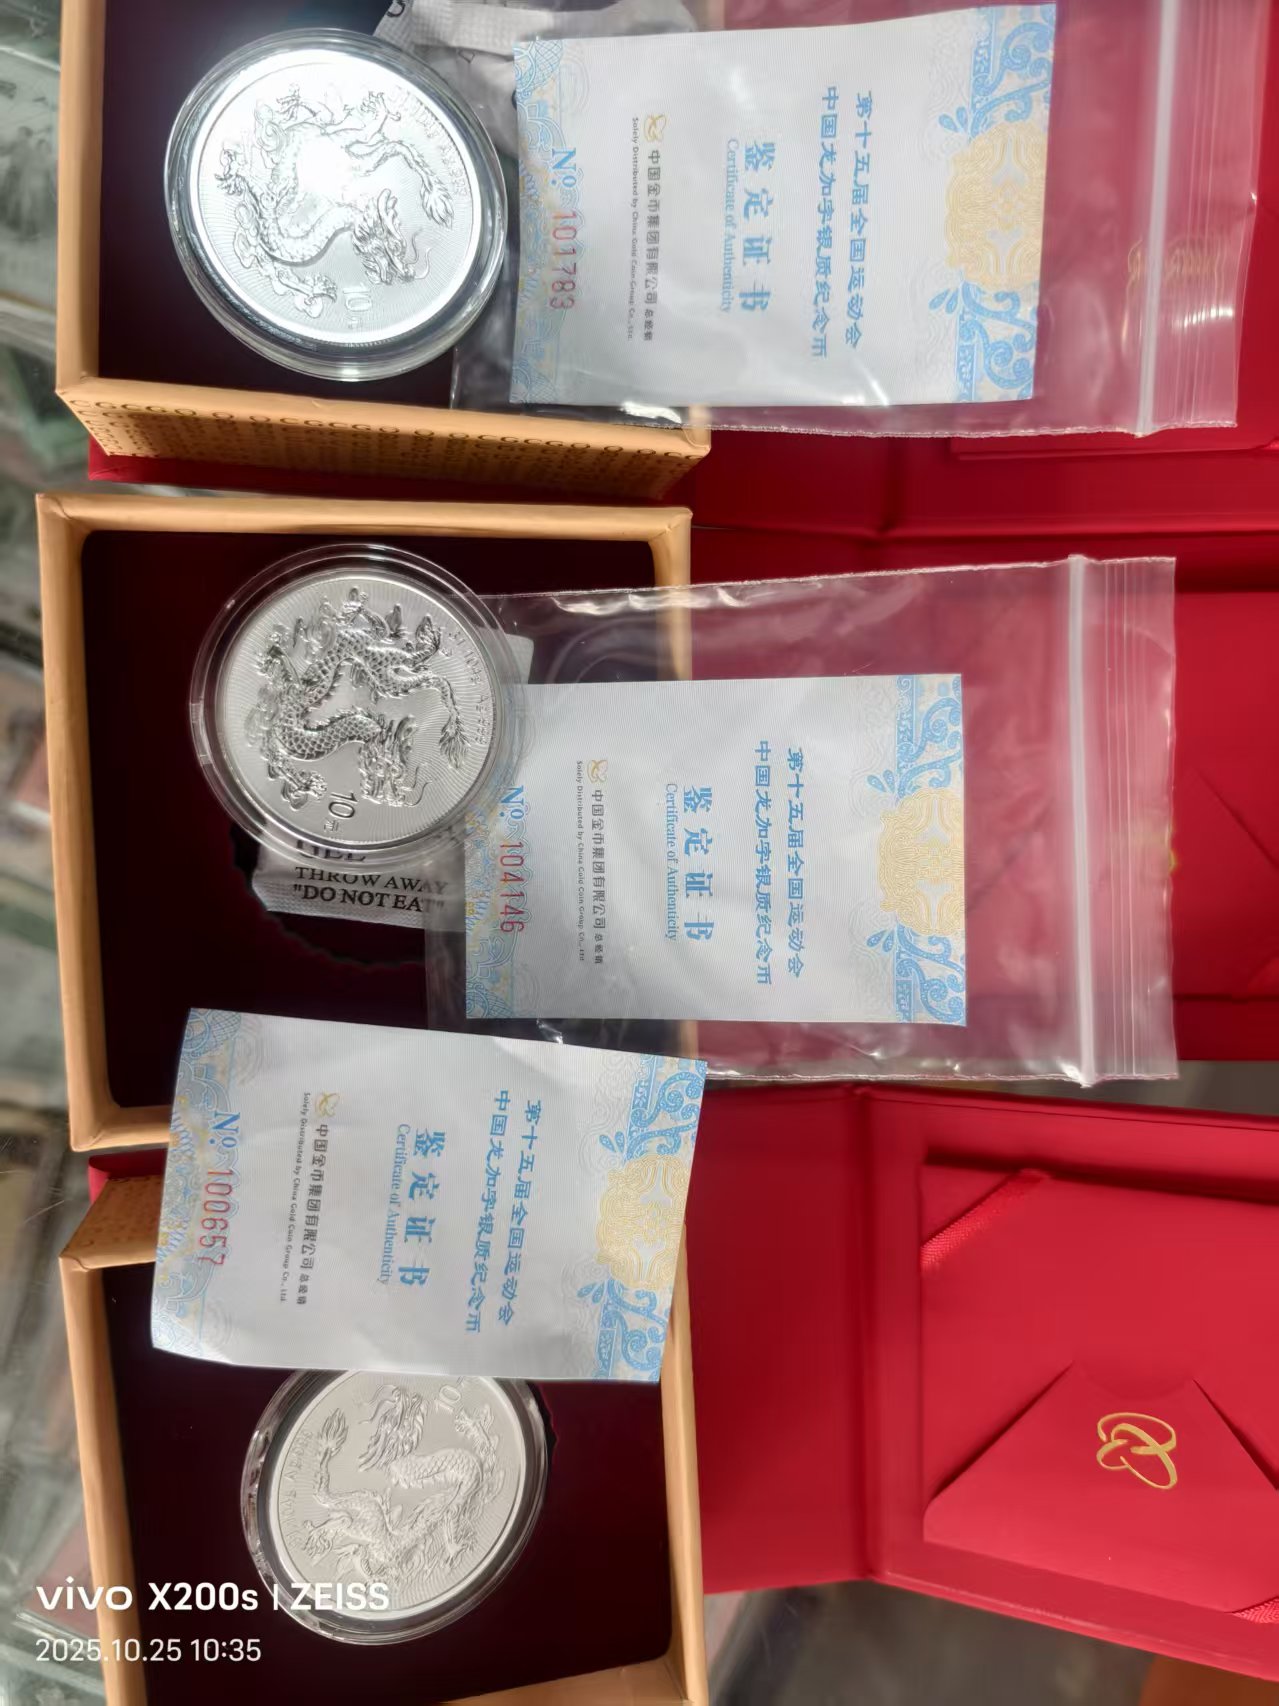 第十五届全国运动会
中国龙加字银质纪念币
鉴定证书
Certificate of Authenticity
中国金币集团有限公司 总经销
Solely Distributed by China Gold Coin Group Co., Ltd.
Nº. 101783
10元
第十五届全国运动会
中国龙加字银质纪念币
鉴定证书
Certificate of Authenticity
中国金币集团有限公司 总经销
Solely Distributed by China Gold Coin Group Co., Ltd.
Nº. 104146
10元
THROW AWAY
"DO NOT EAT"
第十五届全国运动会
中国龙加字银质纪念币
鉴定证书
Certificate of Authenticity
中国金币集团有限公司 总经销
Solely Distributed by China Gold Coin Group Co., Ltd.
Nº. 100657
10
vivo X200s | ZEISS
2025.10.25 10:35